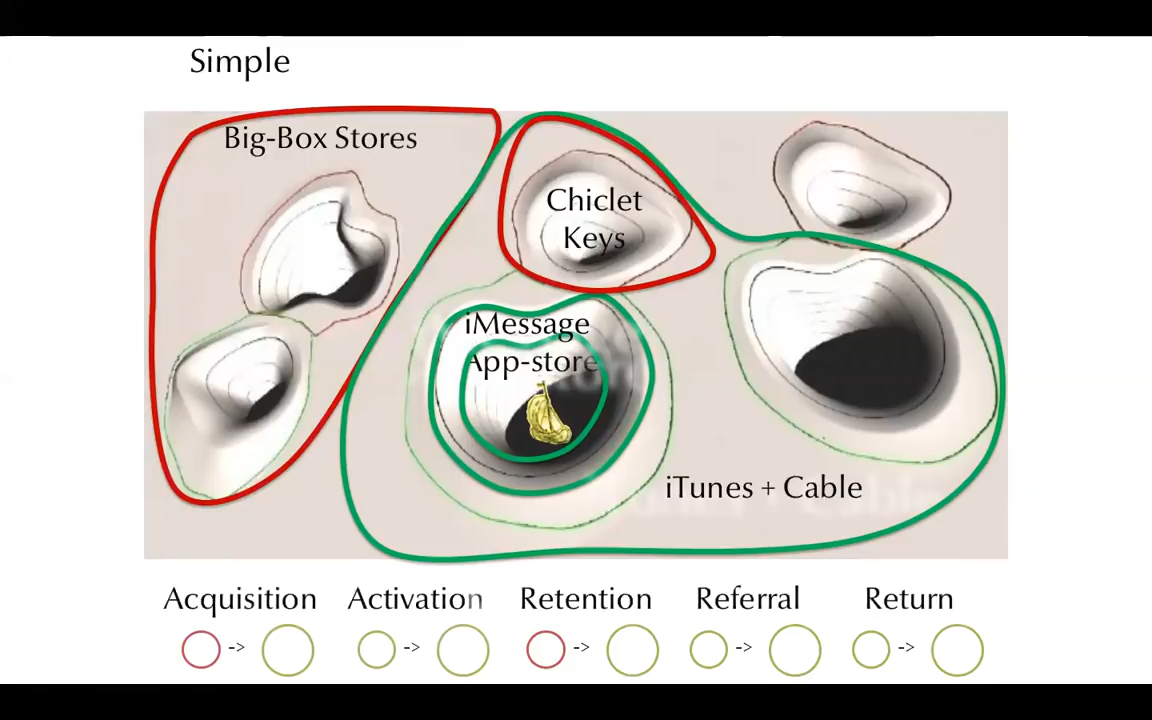 Simple
Big-Box Stores
Chiclet
Keys
iMessage
App-store
iTunes + Cable
Acquisition Activation Retention Referral Return
-> -> -> -> ->